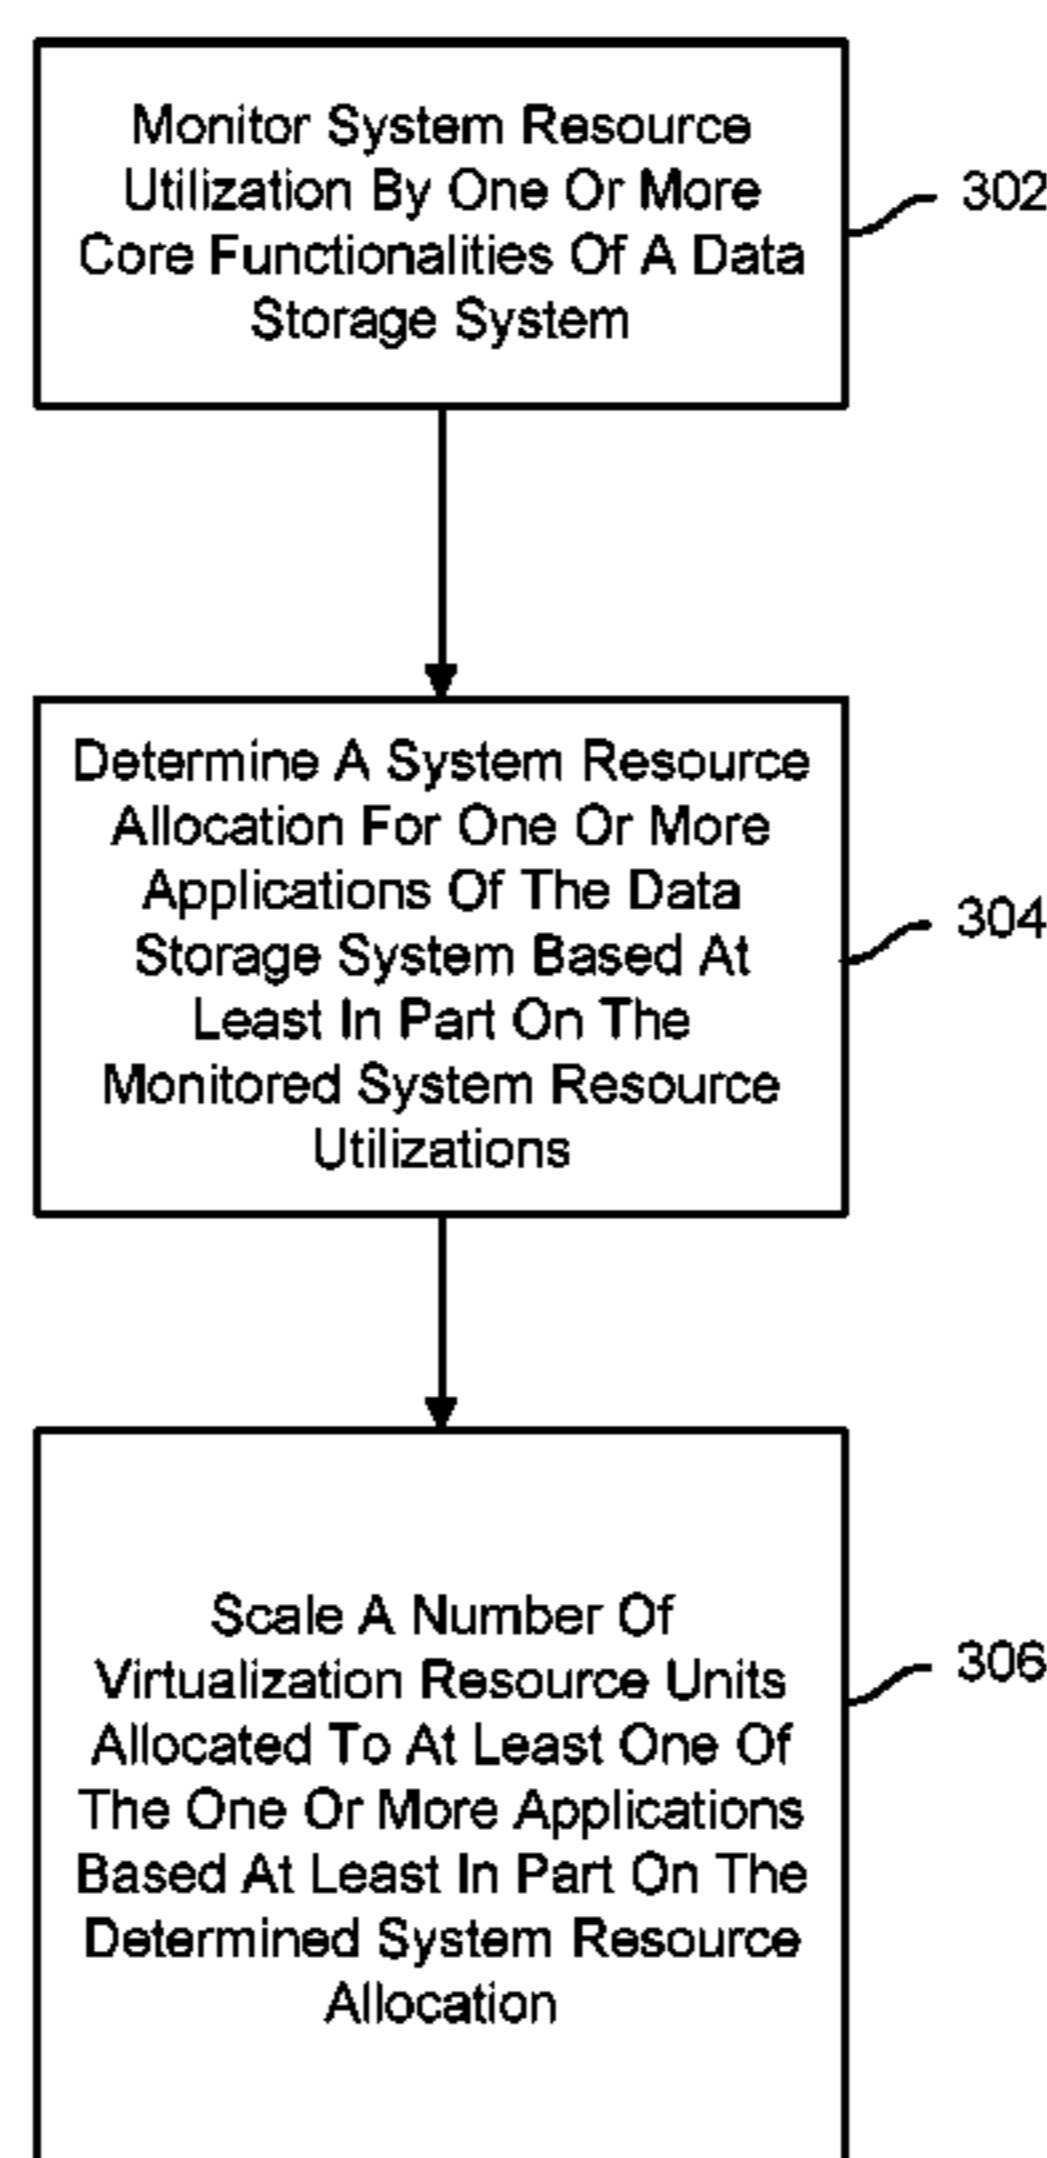 Monitor System Resource
Utilization By One Or More
Core Functionalities Of A Data
Storage System
302
Determine A System Resource
Allocation For One Or More
Applications Of The Data
Storage System Based At
Least In Part On The
Monitored System Resource
Utilizations
304
Scale A Number Of
Virtualization Resource Units
Allocated To At Least One Of
The One Or More Applications
Based At Least In Part On The
Determined System Resource
Allocation
306